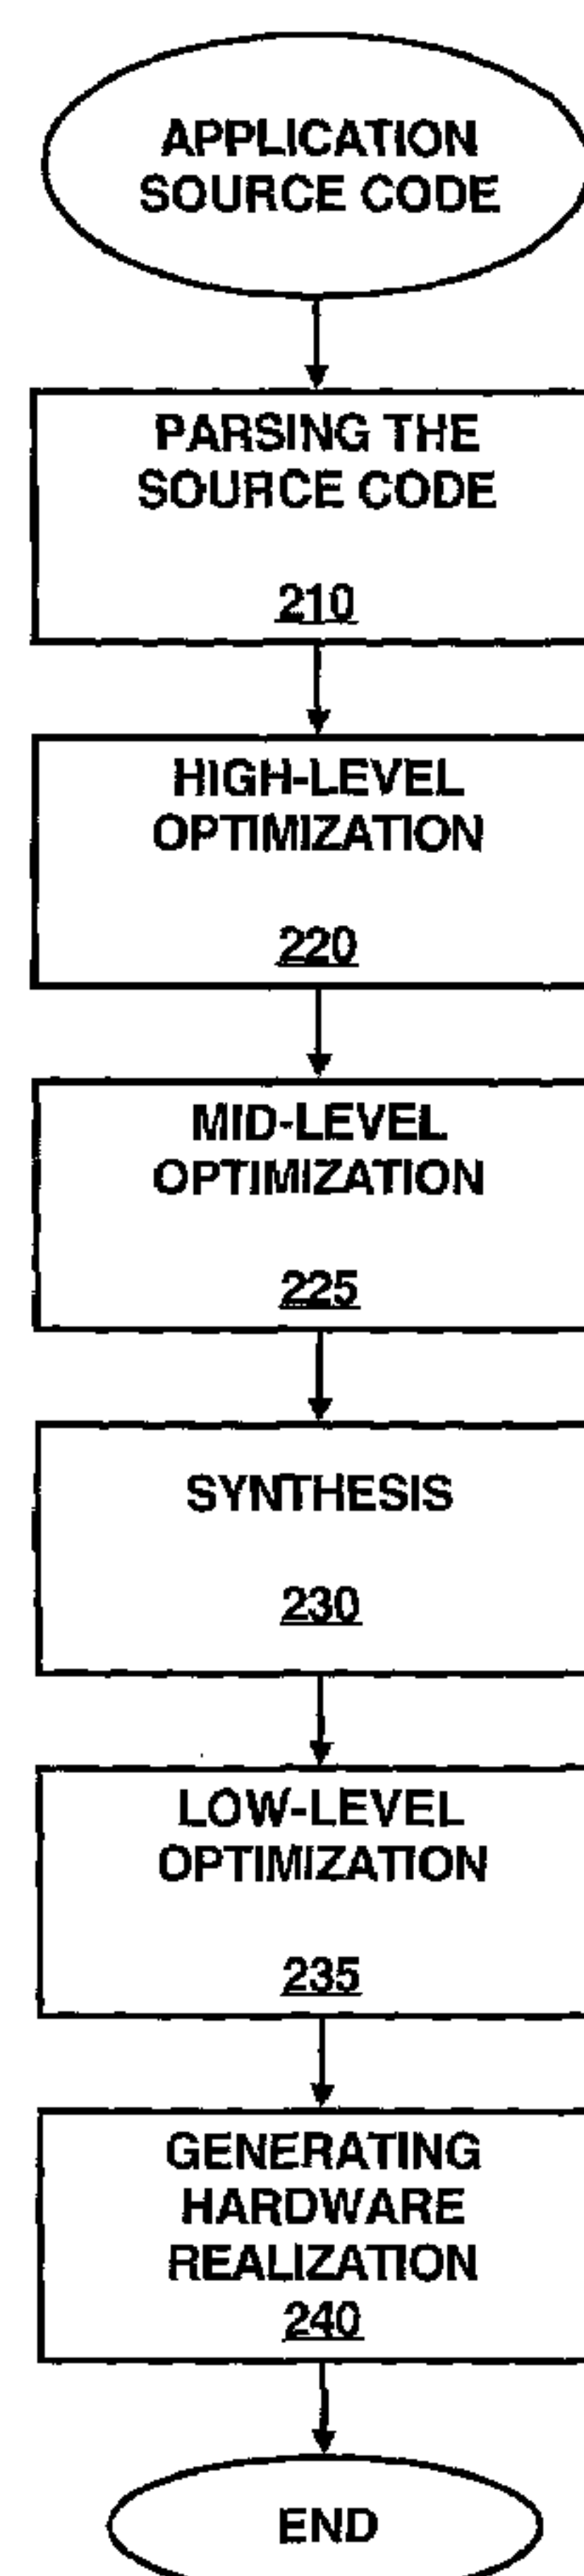 APPLICATION
SOURCE CODE
PARSING THE
SOURCE CODE
210
HIGH-LEVEL
OPTIMIZATION
220
MID-LEVEL
OPTIMIZATION
225
SYNTHESIS
230
LOW-LEVEL
OPTIMIZATION
235
GENERATING
HARDWARE
REALIZATION
240
END